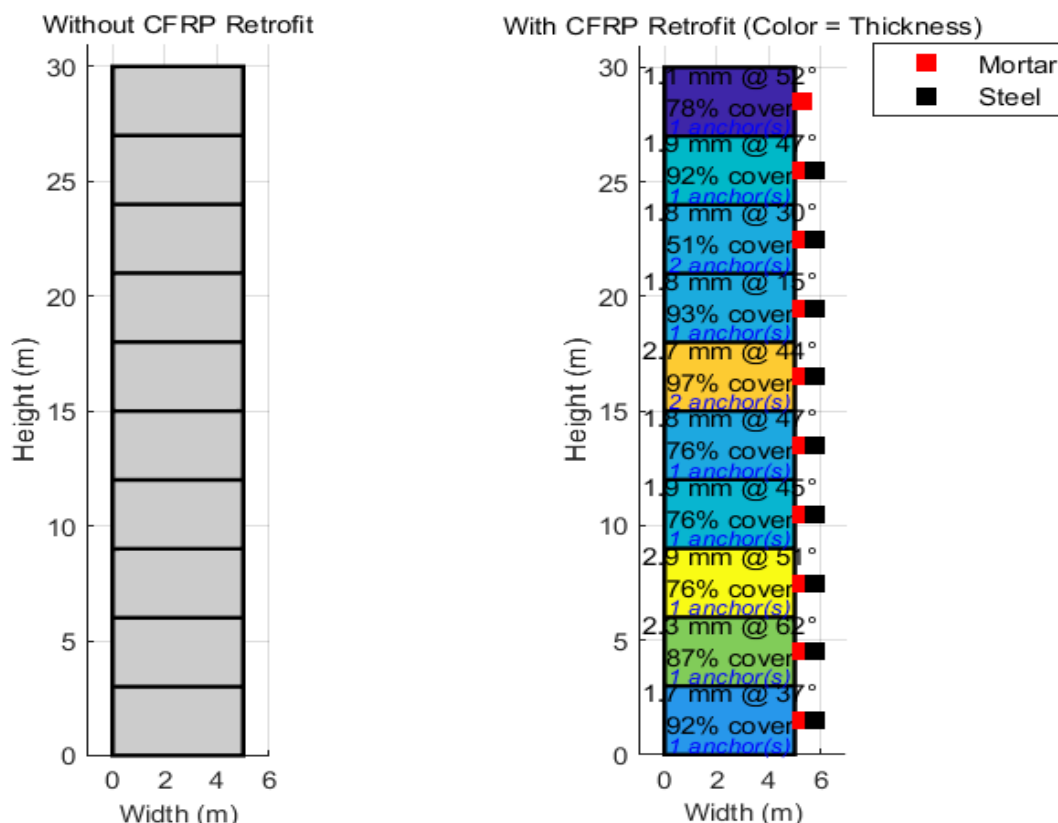 Without CFRP Retrofit
30
25
20
15
10
5
0
Height (m)
0 2 4 6
Width (m)
With CFRP Retrofit (Color = Thickness)
Mortar
Steel
30
25
20
15
10
5
0
Height (m)
1.1 mm @ 52°
78% cover
1 anchor(s)
1.9 mm @ 47°
92% cover
1 anchor(s)
1.8 mm @ 30°
51% cover
2 anchor(s)
1.8 mm @ 15°
93% cover
1 anchor(s)
2.7 mm @ 44°
97% cover
2 anchor(s)
1.8 mm @ 47°
76% cover
1 anchor(s)
1.9 mm @ 45°
76% cover
1 anchor(s)
2.9 mm @ 51°
76% cover
1 anchor(s)
2.3 mm @ 62°
87% cover
1 anchor(s)
1.7 mm @ 37°
92% cover
1 anchor(s)
0 2 4 6
Width (m)